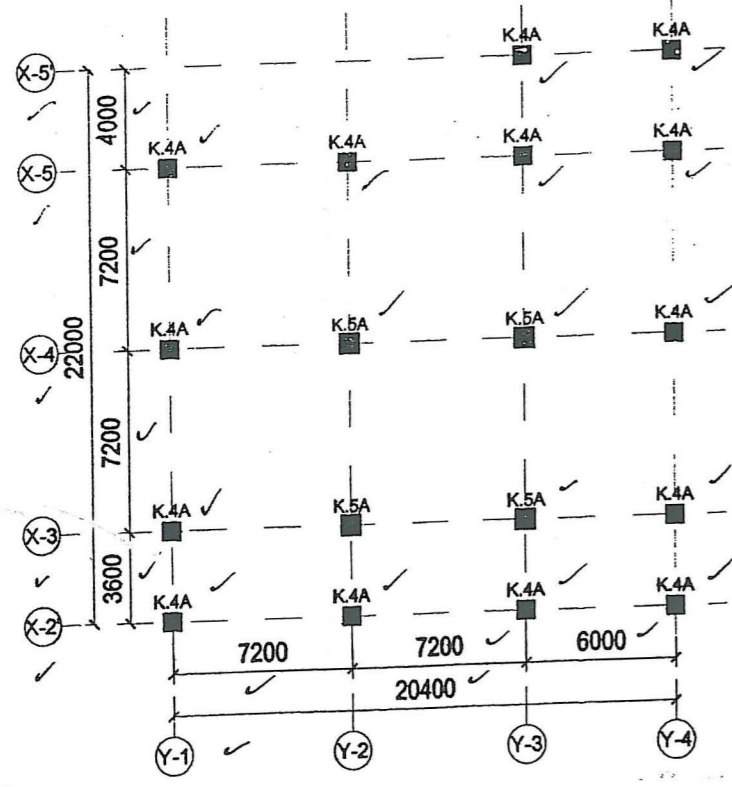 K.4A K.4A
X-5'
4000
K.4A K.4A K.4A K.4A
X-5
7200
K.4A K.5A K.5A K.4A
X-4
22000
7200
K.4A K.5A K.5A K.4A
X-3
3600
K.4A K.4A K.4A K.4A
X-2'
7200 7200 6000
20400
Y-1 Y-2 Y-3 Y-4